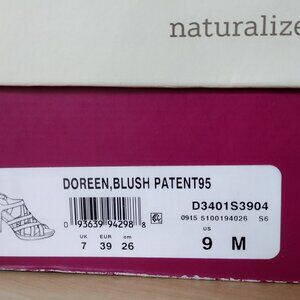 naturalize
DOREEN,BLUSH PATENT95
D3401S3904
0 93639 94298 8
0915 5100194026 S6
UK EUR cm US
7 39 26 9 M